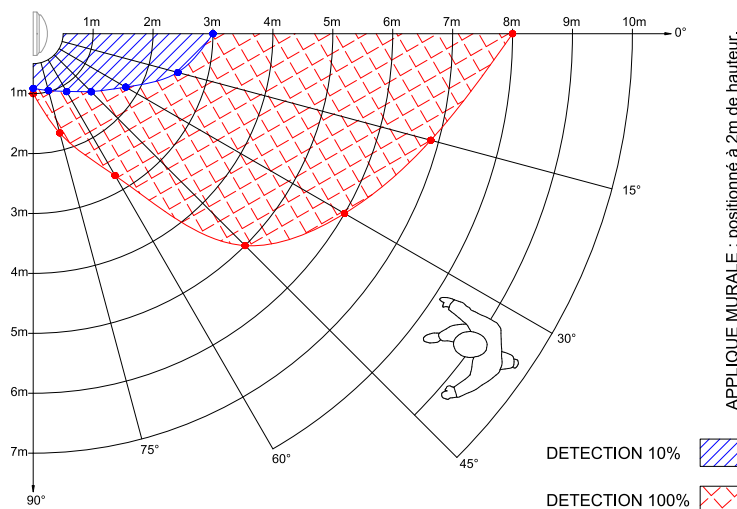 1m 2m 3m 4m 5m 6m 7m 8m 9m 10m 0°
1m
2m
3m
4m
5m
6m
7m
90°
75°
60°
45°
30°
15°
APPLIQUE MURALE : positionné à 2m de hauteur.
DETECTION 10%
DETECTION 100%